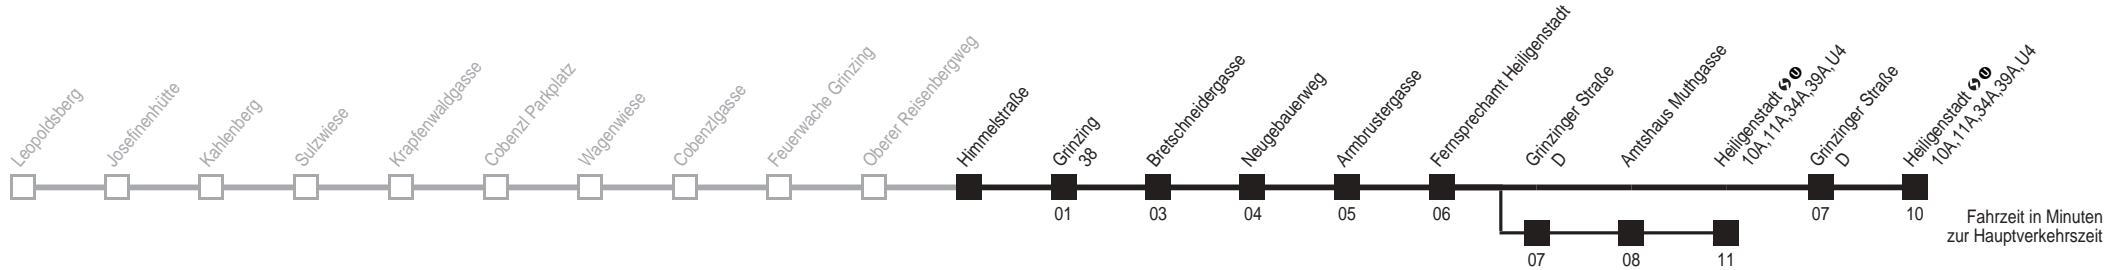 Leopoldsberg
Josefinenhütte
Kahlenberg
Sulzwiese
Krapfenwaldgasse
Cobenzl Parkplatz
Wagenwiese
Cobenzlgasse
Feuerwache Grinzing
Oberer Reisenbergweg
Himmelstraße
Grinzing
38
Bretschneidergasse
Neugebauerweg
Armbrustergasse
Fernsprechamt Heiligenstadt
Grinzinger Straße
D
Amtshaus Muthgasse
Heiligenstadt S U
10A,11A,34A,39A,U4
Grinzinger Straße
D
Heiligenstadt S U
10A,11A,34A,39A,U4
01
03
04
05
06
07
10
07
08
11
Fahrzeit in Minuten
zur Hauptverkehrszeit